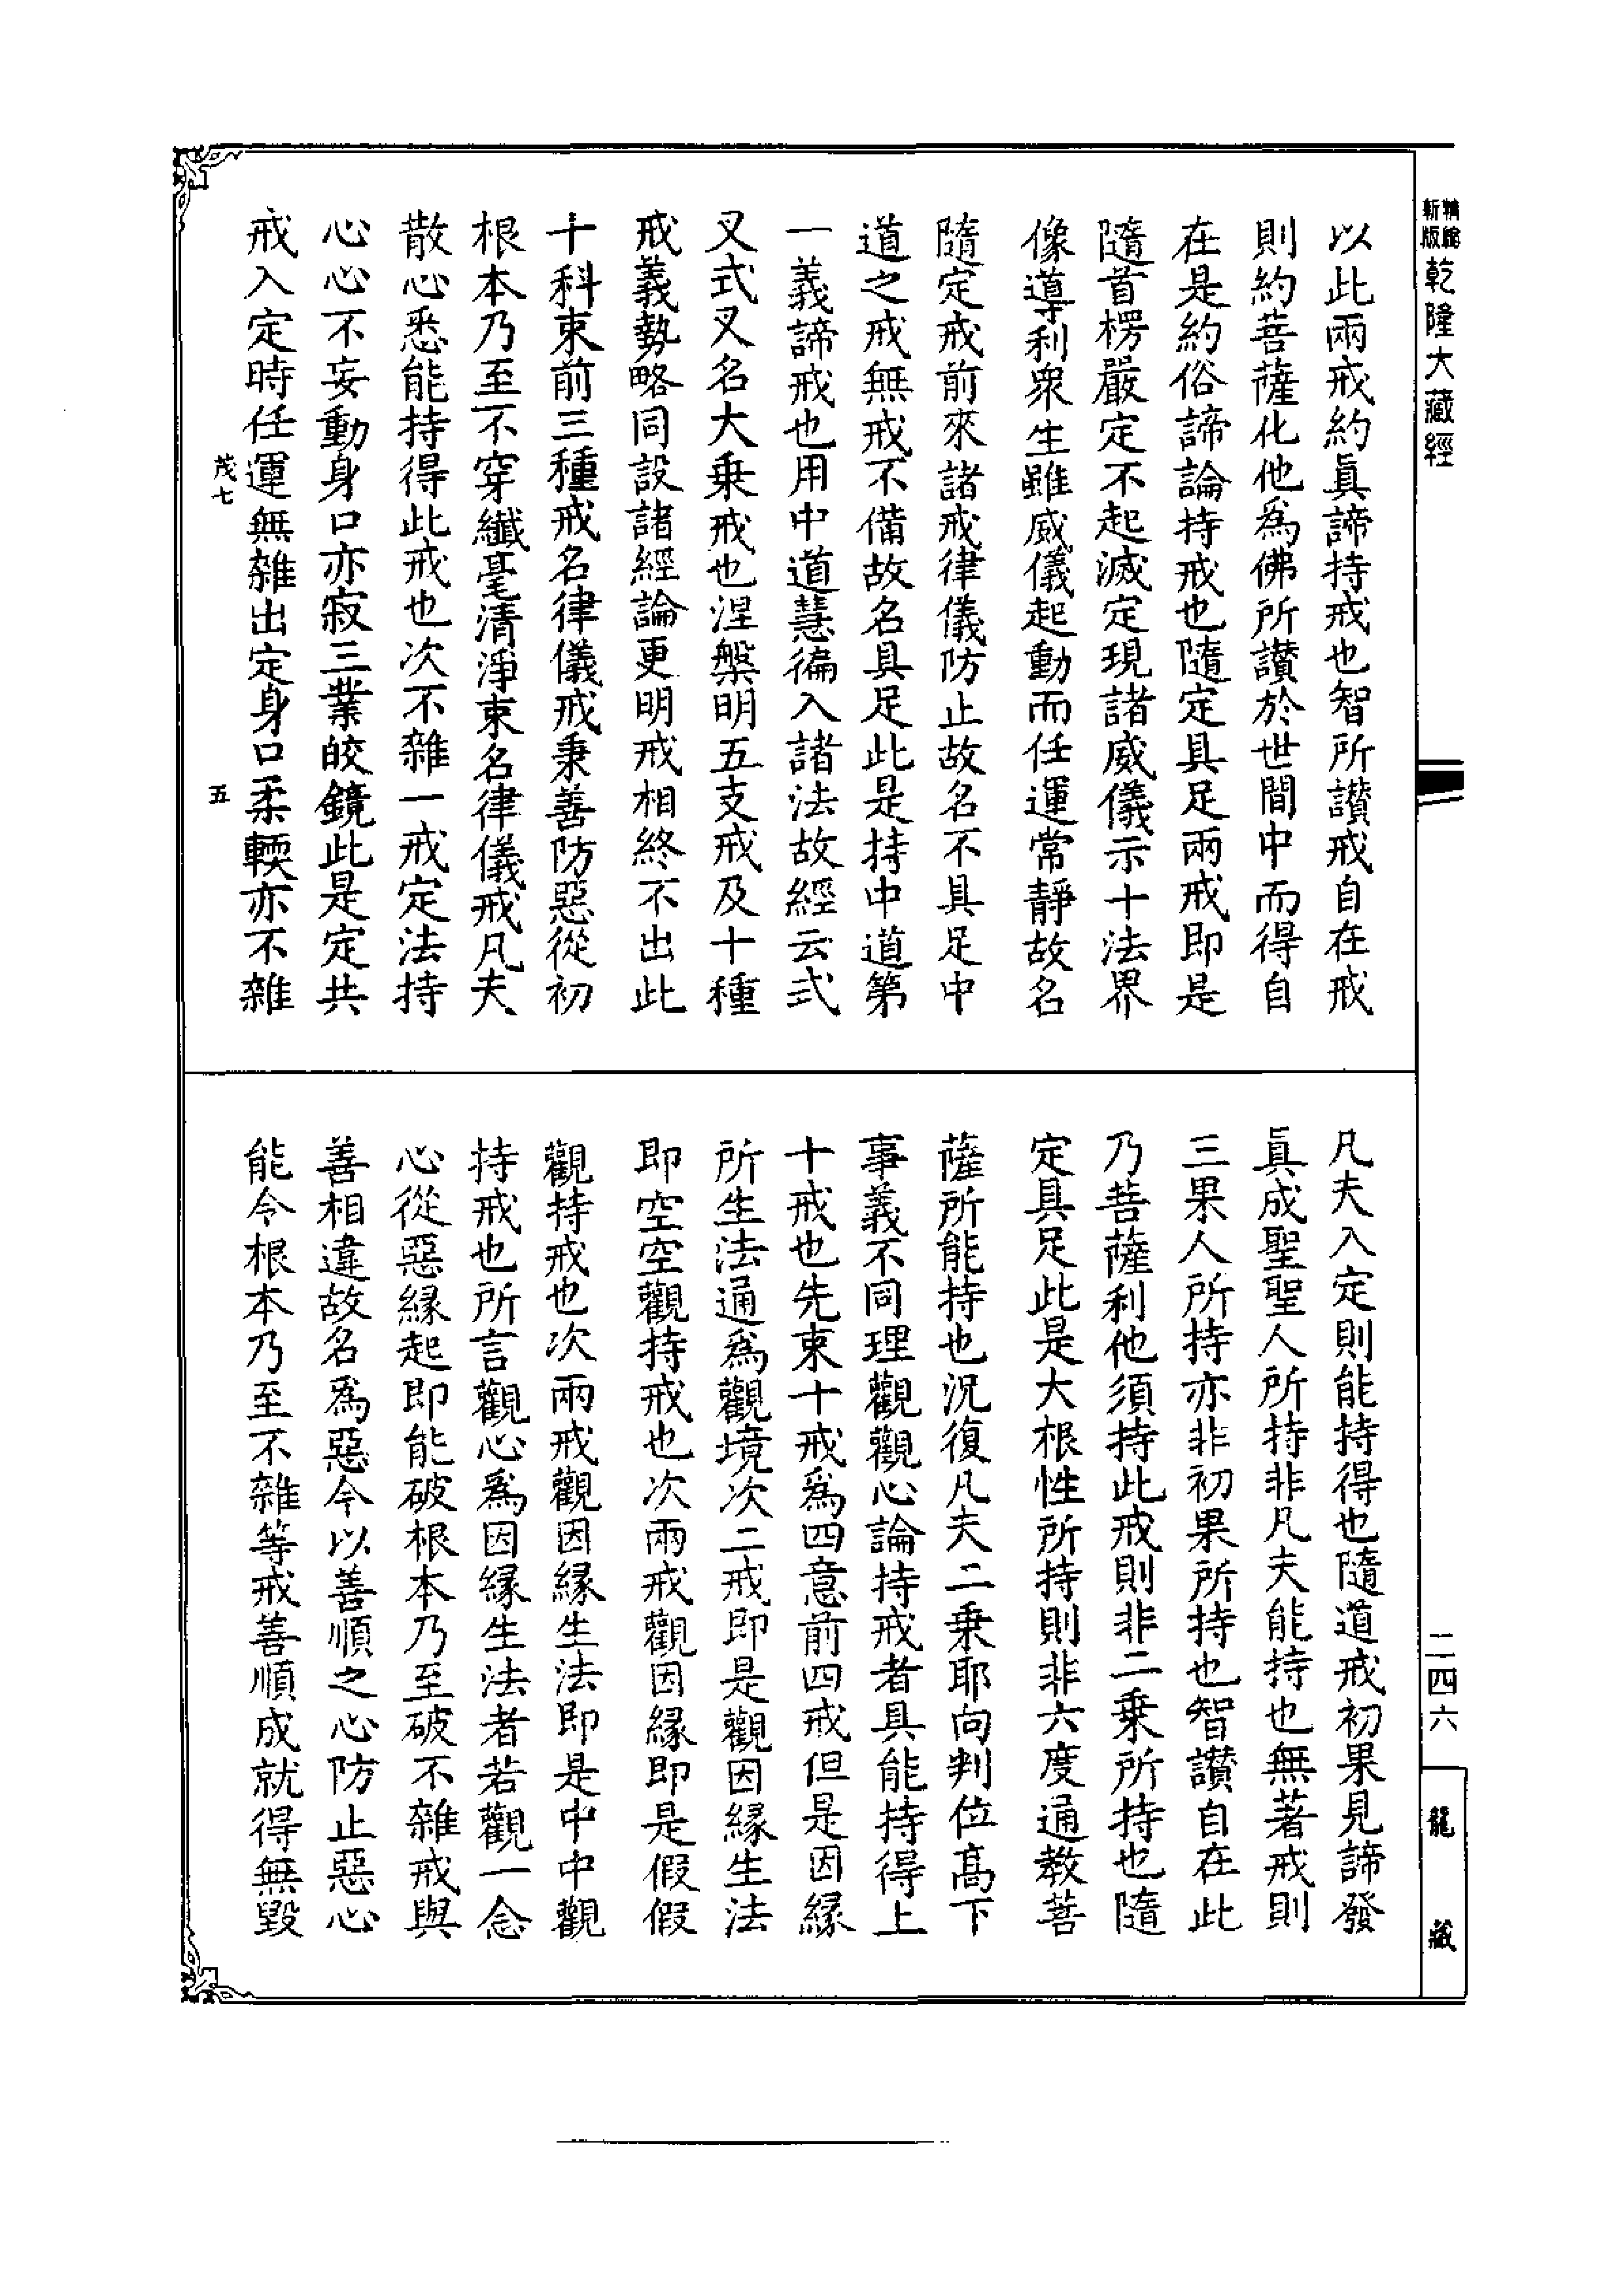 精編
新版
乾隆大藏經
以此兩戒約真諦持戒也智所讚戒自在戒
則約菩薩化他為佛所讚於世間中而得自
在是約俗諦論持戒也隨定具足兩戒即是
隨首楞嚴定不起滅定現諸威儀示十法界
像導利衆生雖威儀起動而任運常靜故名
隨定戒前來諸戒律儀防止故名不具足中
道之戒無戒不備故名具足此是持中道第
一義諦戒也用中道慧徧入諸法故經云式
叉式叉名大乗戒也涅槃明五支戒及十種
戒義勢略同設諸經論更明戒相終不出此
十科束前三種戒名律儀戒秉善防惡從初
根本乃至不穿纖毫清淨束名律儀戒凡夫
散心悉能持得此戒也次不雜一戒定法持
心心不妄動身口亦寂三業皎鏡此是定共
戒入定時任運無雜出定身口柔輭亦不雜
茂七
五
凡夫入定則能持得也隨道戒初果見諦發
真成聖聖人所持非凡夫能持也無著戒則
三果人所持亦非初果所持也智讚自在此
乃菩薩利他須持此戒則非二乗所持也隨
定具足此是大根性所持則非六度通教菩
薩所能持也況復凡夫二乗耶向判位高下
事義不同理觀觀心論持戒者具能持得上
十戒也先束十戒為四意前四戒但是因縁
所生法通為觀境次二戒即是觀因縁生法
即空空觀持戒也次兩戒觀因縁即是假假
觀持戒也次兩戒觀因縁生法即是中中觀
持戒也所言觀心為因縁生法者若觀一念
心從惡縁起即能破根本乃至破不雜戒與
善相違故名為惡今以善順之心防止惡心
能令根本乃至不雜等戒善順成就得無毀
二四六
龍藏